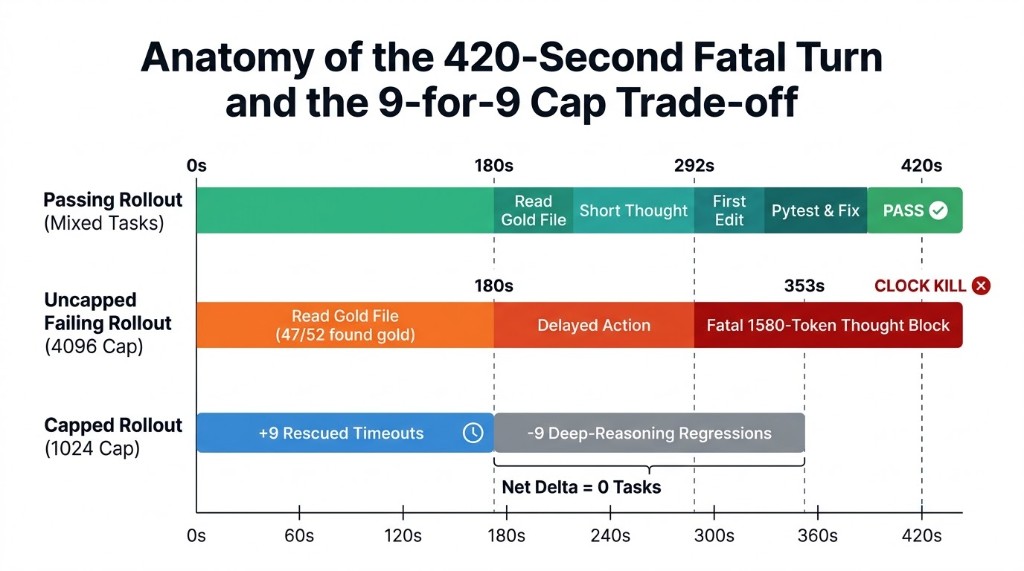 Anatomy of the 420-Second Fatal Turn
and the 9-for-9 Cap Trade-off
0s
180s
292s
420s
Passing Rollout
(Mixed Tasks)
Read
Gold File
Short Thought
First
Edit
Pytest & Fix
PASS
180s
353s
CLOCK KILL
Uncapped
Failing Rollout
(4096 Cap)
Read Gold File
(47/52 found gold)
Delayed Action
Fatal 1580-Token Thought Block
Capped Rollout
(1024 Cap)
+9 Rescued Timeouts
-9 Deep-Reasoning Regressions
Net Delta = 0 Tasks
0s
60s
120s
180s
240s
300s
360s
420s